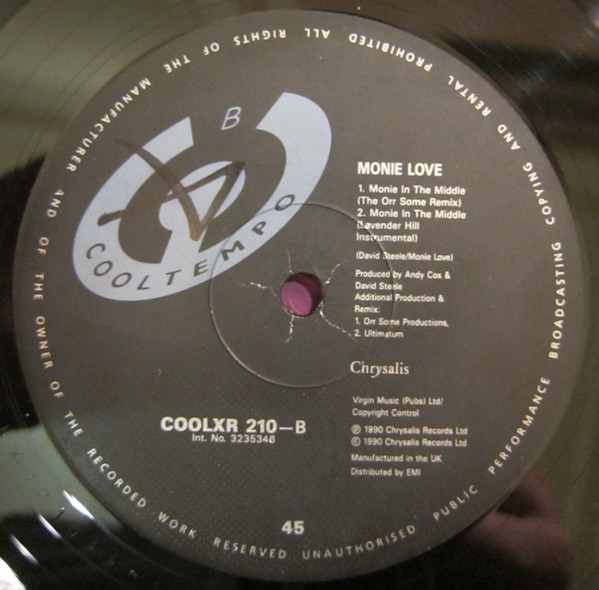 B
COOLTEMPO
MONIE LOVE
1. Monie In The Middle
(The Orr Some Remix)
2. Monie In The Middle
(Lavender Hill
Instrumental)
(David Steele/Monie Love)
Produced by Andy Cox &
David Steele
Additional Production &
Remix:
1. Orr Some Productions,
2. Ultimatum
Chrysalis
Virgin Music (Pubs) Ltd/
Copyright Control
℗ 1990 Chrysalis Records Ltd
© 1990 Chrysalis Records Ltd
Manufactured in the UK
Distributed by EMI
COOLXR 210–B
Int. No. 3235346
45
ALL RIGHTS OF THE MANUFACTURER AND OF THE OWNER OF THE RECORDED WORK RESERVED UNAUTHORISED PUBLIC PERFORMANCE BROADCASTING COPYING AND RENTAL PROHIBITED